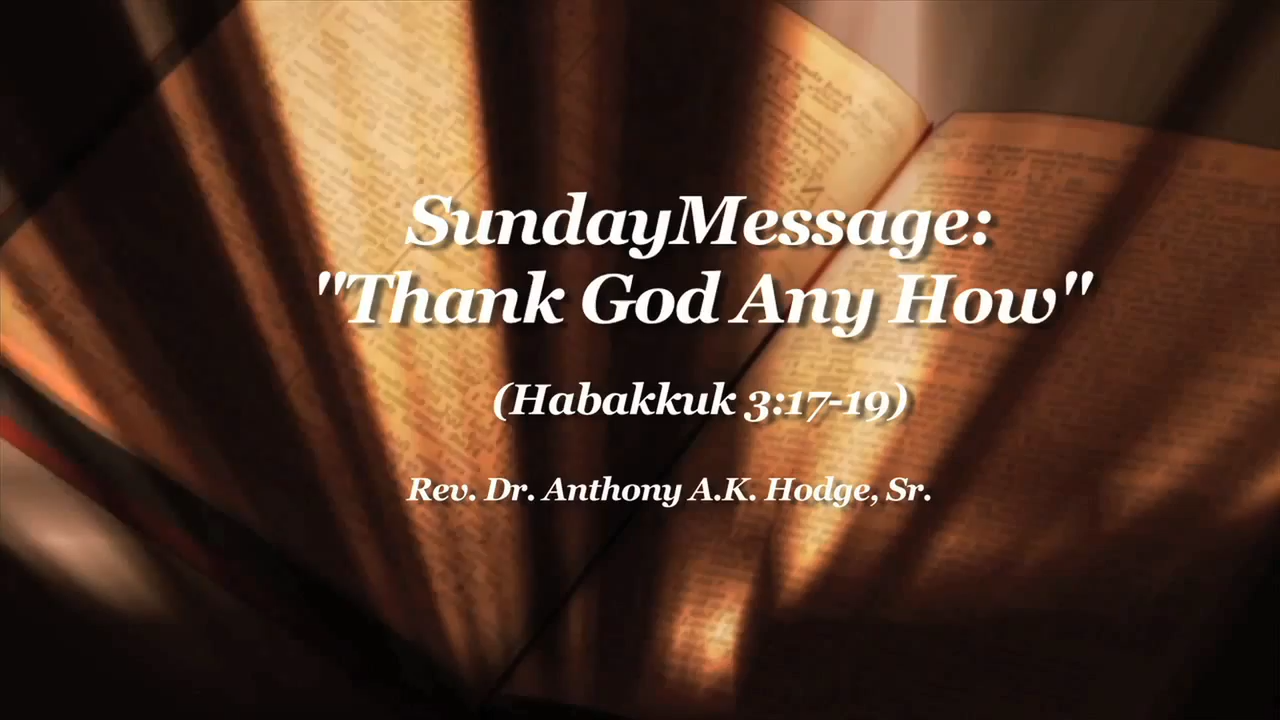 SundayMessage:
"Thank God Any How"
(Habakkuk 3:17-19)
Rev. Dr. Anthony A.K. Hodge, Sr.